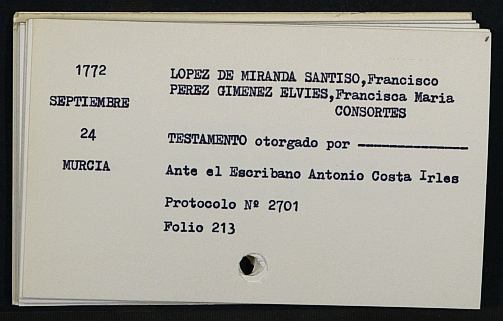 1772
LOPEZ DE MIRANDA SANTISO,Francisco
PEREZ GIMENEZ ELVIES,Francisca Maria
SEPTIEMBRE
CONSORTES
24
TESTAMENTO otorgado por ----------------
MURCIA
Ante el Escribano Antonio Costa Irles
Protocolo Nº 2701
Folio 213